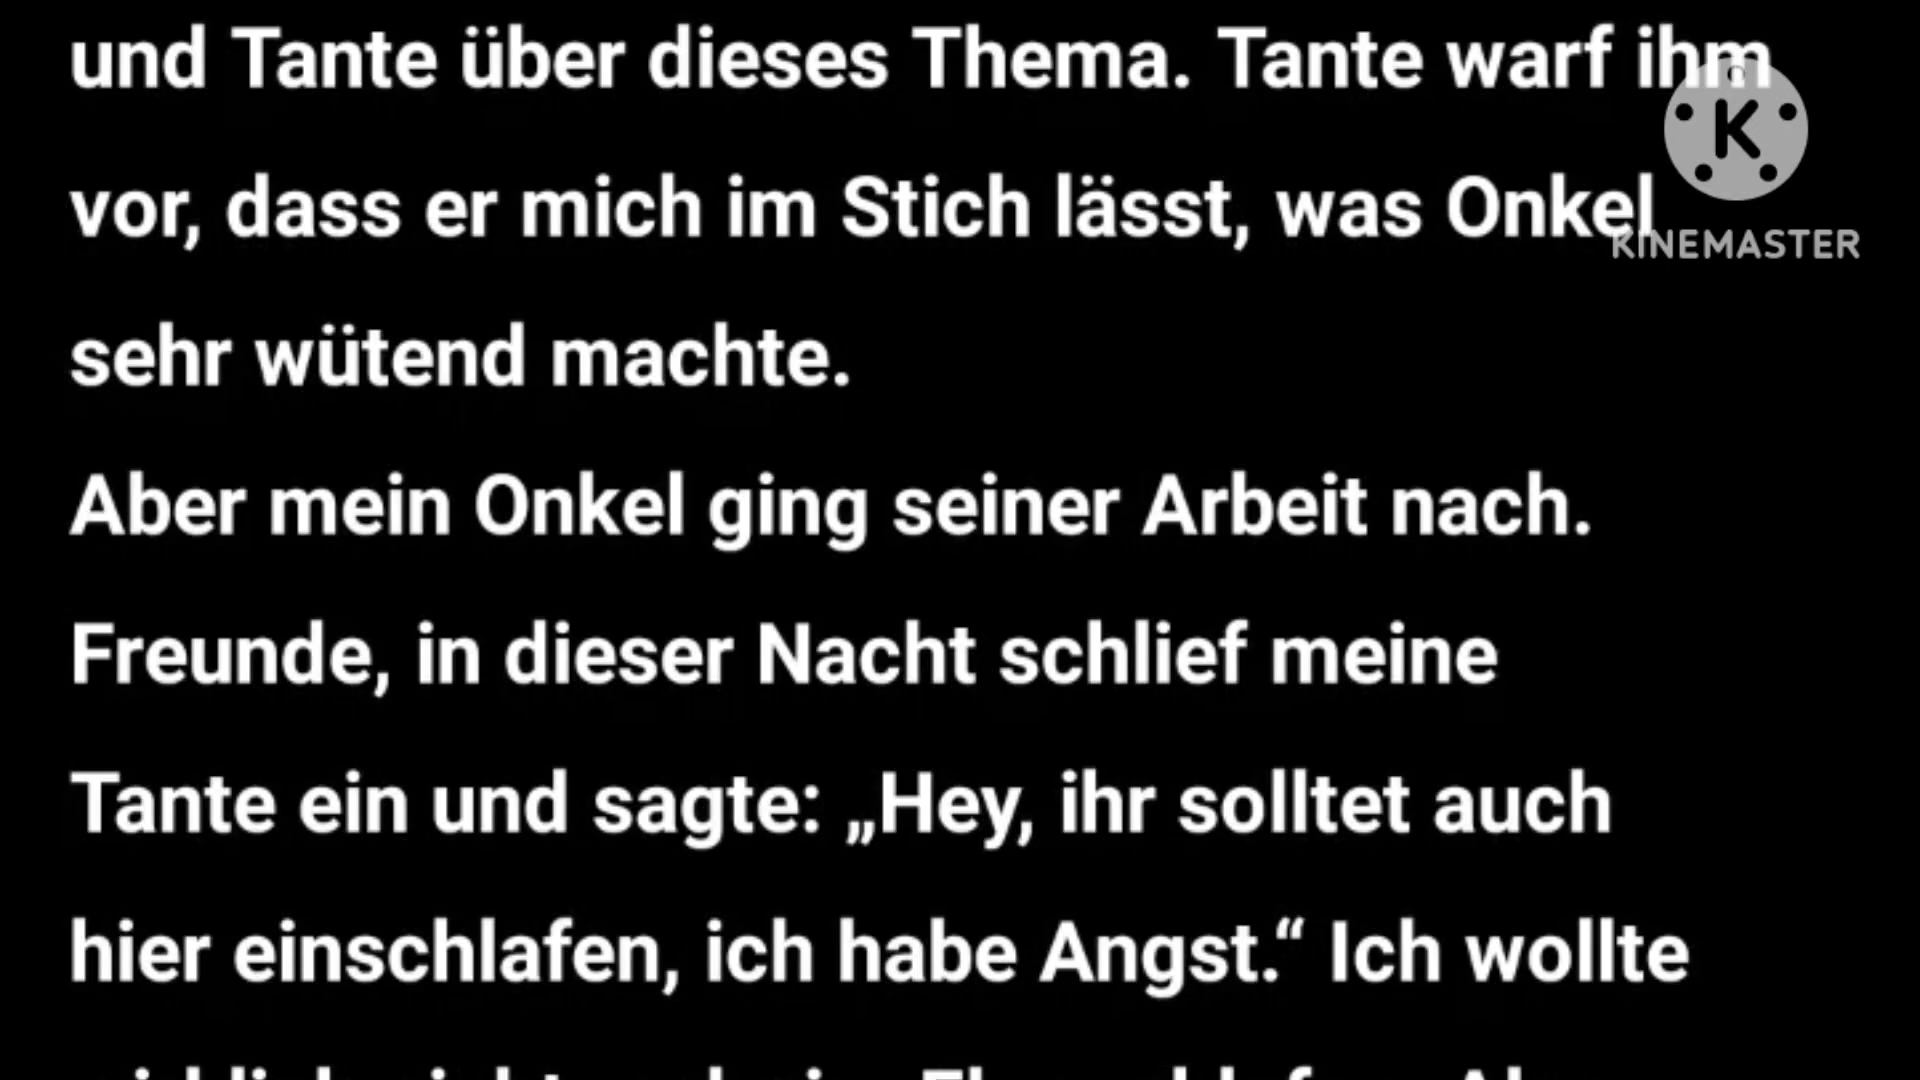 und Tante über dieses Thema. Tante warf ihm
vor, dass er mich im Stich lässt, was Onkel
K
KINEMASTER
sehr wütend machte.
Aber mein Onkel ging seiner Arbeit nach.
Freunde, in dieser Nacht schlief meine
Tante ein und sagte: „Hey, ihr solltet auch
hier einschlafen, ich habe Angst.“ Ich wollte